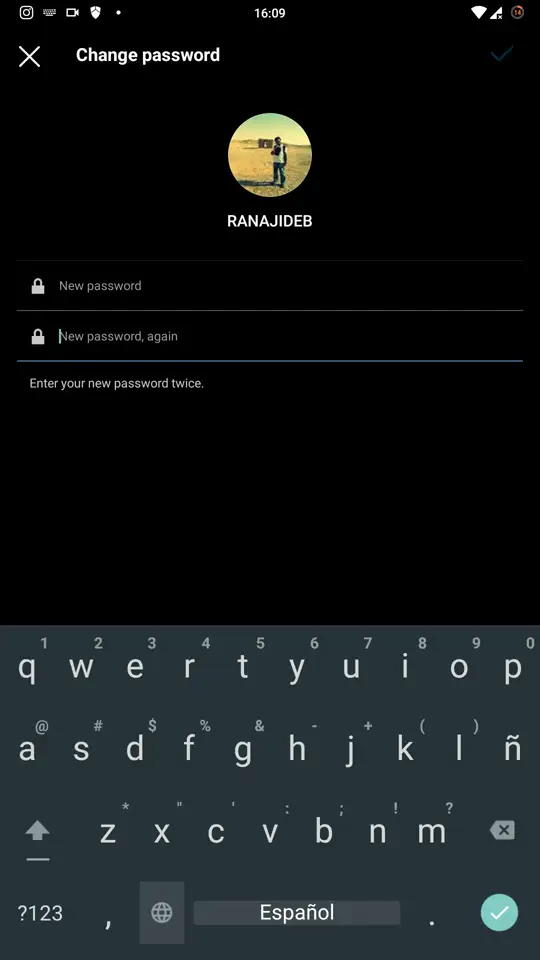 16:09
14
Change password
RANAJIDEB
New password
New password, again
Enter your new password twice.
1 2 3 4 5 6 7 8 9 0
q w e r t y u i o p
@ # $ % & - + ( )
a s d f g h j k l ñ
* " ' : ; ! ?
z x c v b n m
?123 , Español .